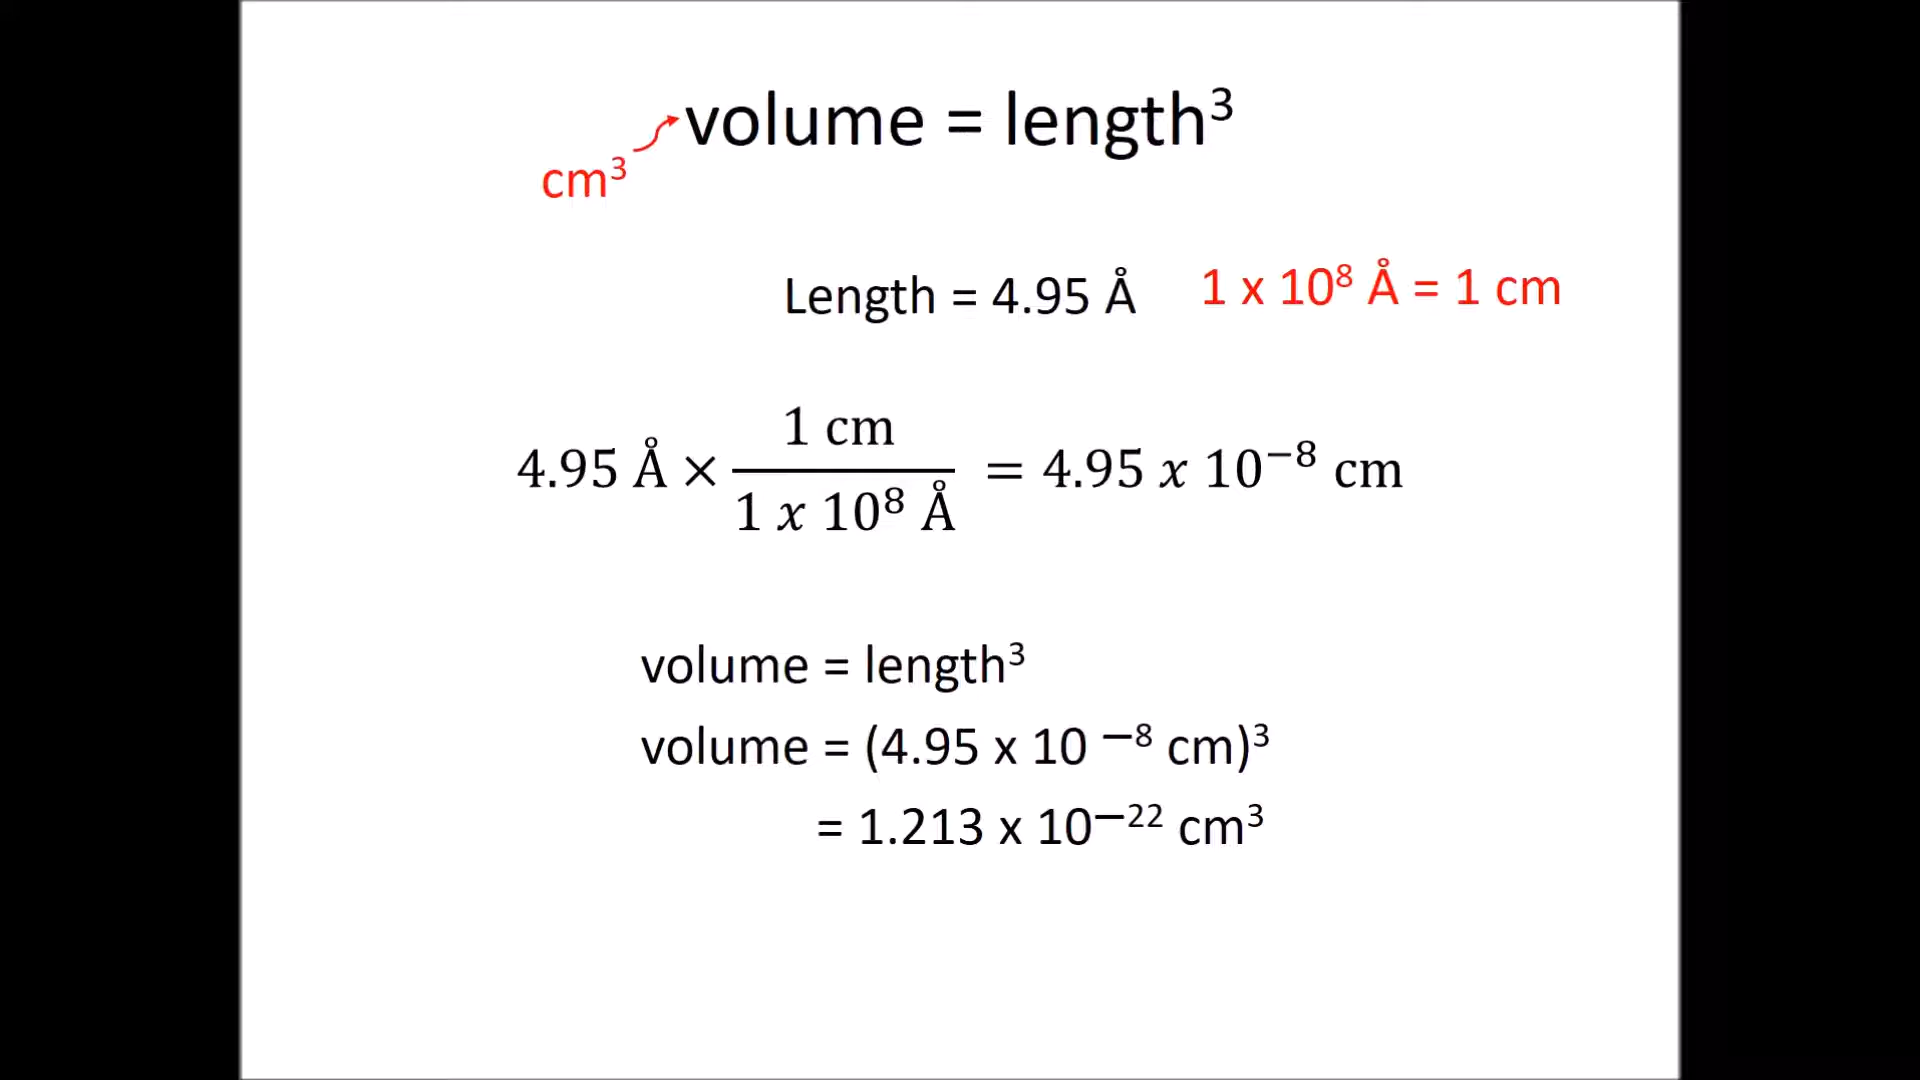 volume = length³
cm³
Length = 4.95 Å 1 x 10⁸ Å = 1 cm
4.95 Å × 1 cm / 1 x 10⁸ Å = 4.95 x 10⁻⁸ cm
volume = length³
volume = (4.95 x 10 ⁻⁸ cm)³
= 1.213 x 10⁻²² cm³